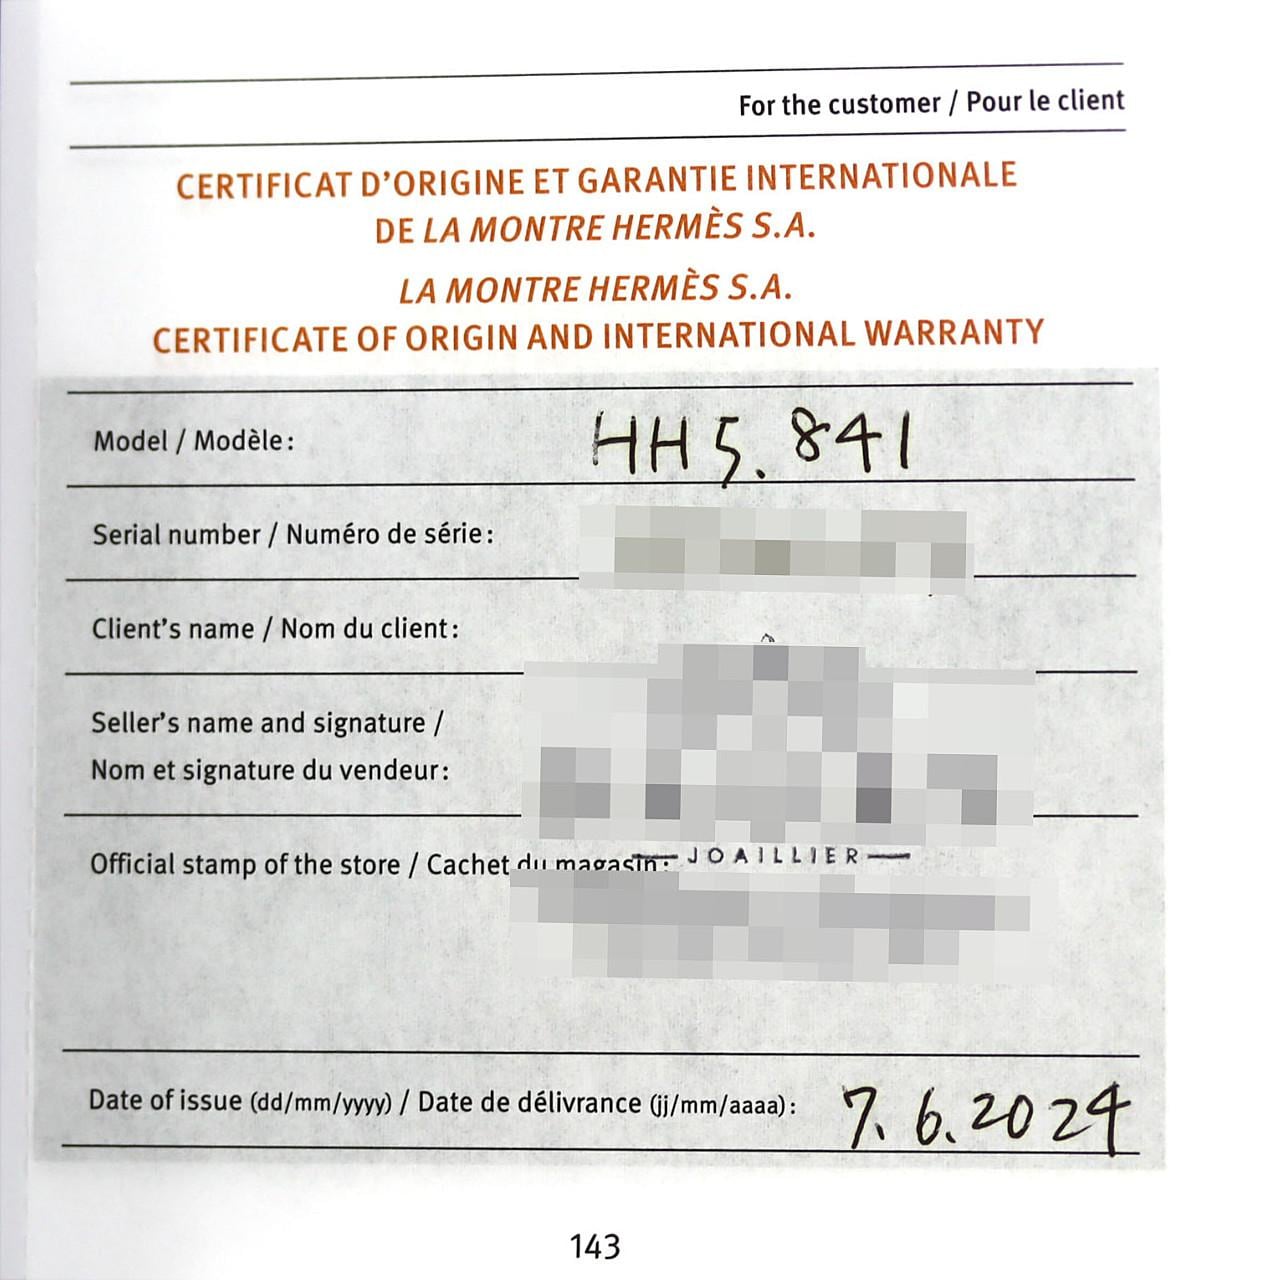 For the customer / Pour le client
CERTIFICAT D'ORIGINE ET GARANTIE INTERNATIONALE
DE LA MONTRE HERMÈS S.A.
LA MONTRE HERMÈS S.A.
CERTIFICATE OF ORIGIN AND INTERNATIONAL WARRANTY
Model / Modèle : HH5.841
Serial number / Numéro de série :
Client's name / Nom du client :
Seller's name and signature /
Nom et signature du vendeur :
Official stamp of the store / Cachet du magasin :
JOAILLIER
Date of issue (dd/mm/yyyy) / Date de délivrance (jj/mm/aaaa) : 7.6.2024
143